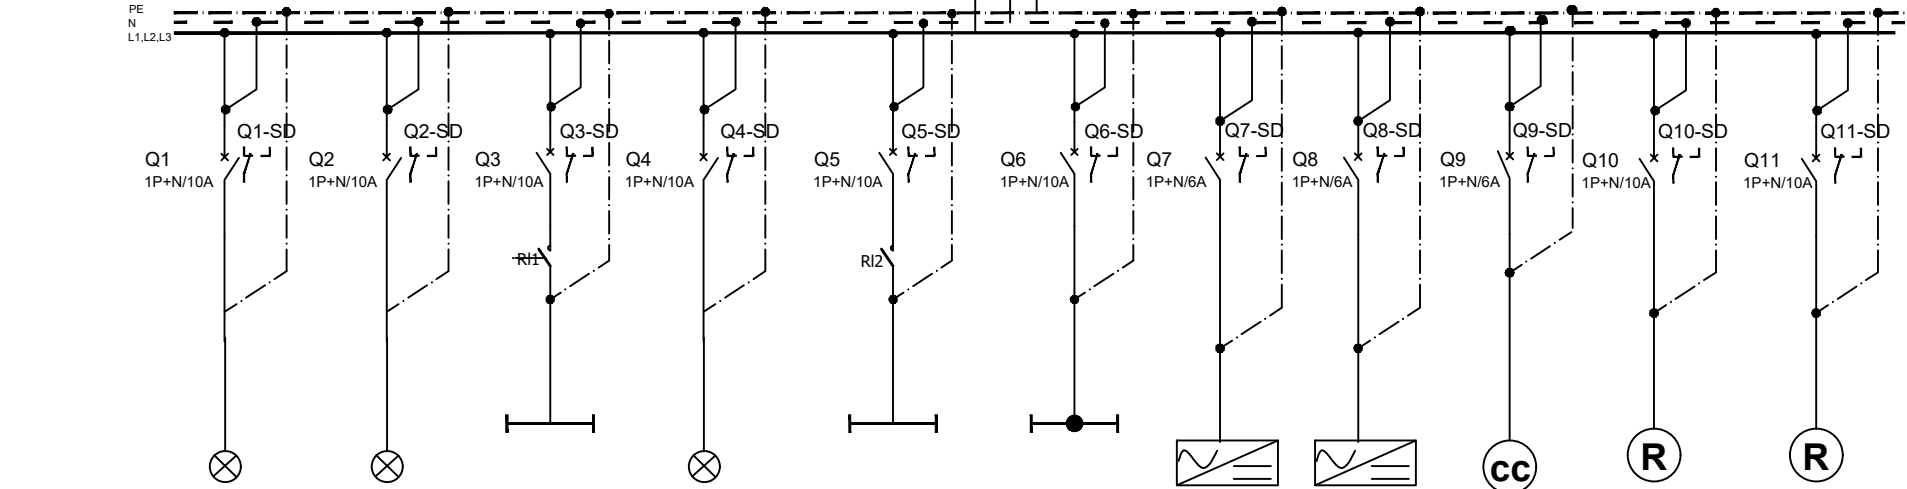 PE
N
L1,L2,L3
Q1-SD
Q2-SD
Q3-SD
Q4-SD
Q5-SD
Q6-SD
Q7-SD
Q8-SD
Q9-SD
Q10-SD
Q11-SD
Q1
Q2
Q3
Q4
Q5
Q6
Q7
Q8
Q9
Q10
Q11
1P+N/10A
1P+N/10A
1P+N/10A
1P+N/10A
1P+N/10A
1P+N/10A
1P+N/6A
1P+N/6A
1P+N/6A
1P+N/10A
1P+N/10A
RI1
RI2
cc
R
R